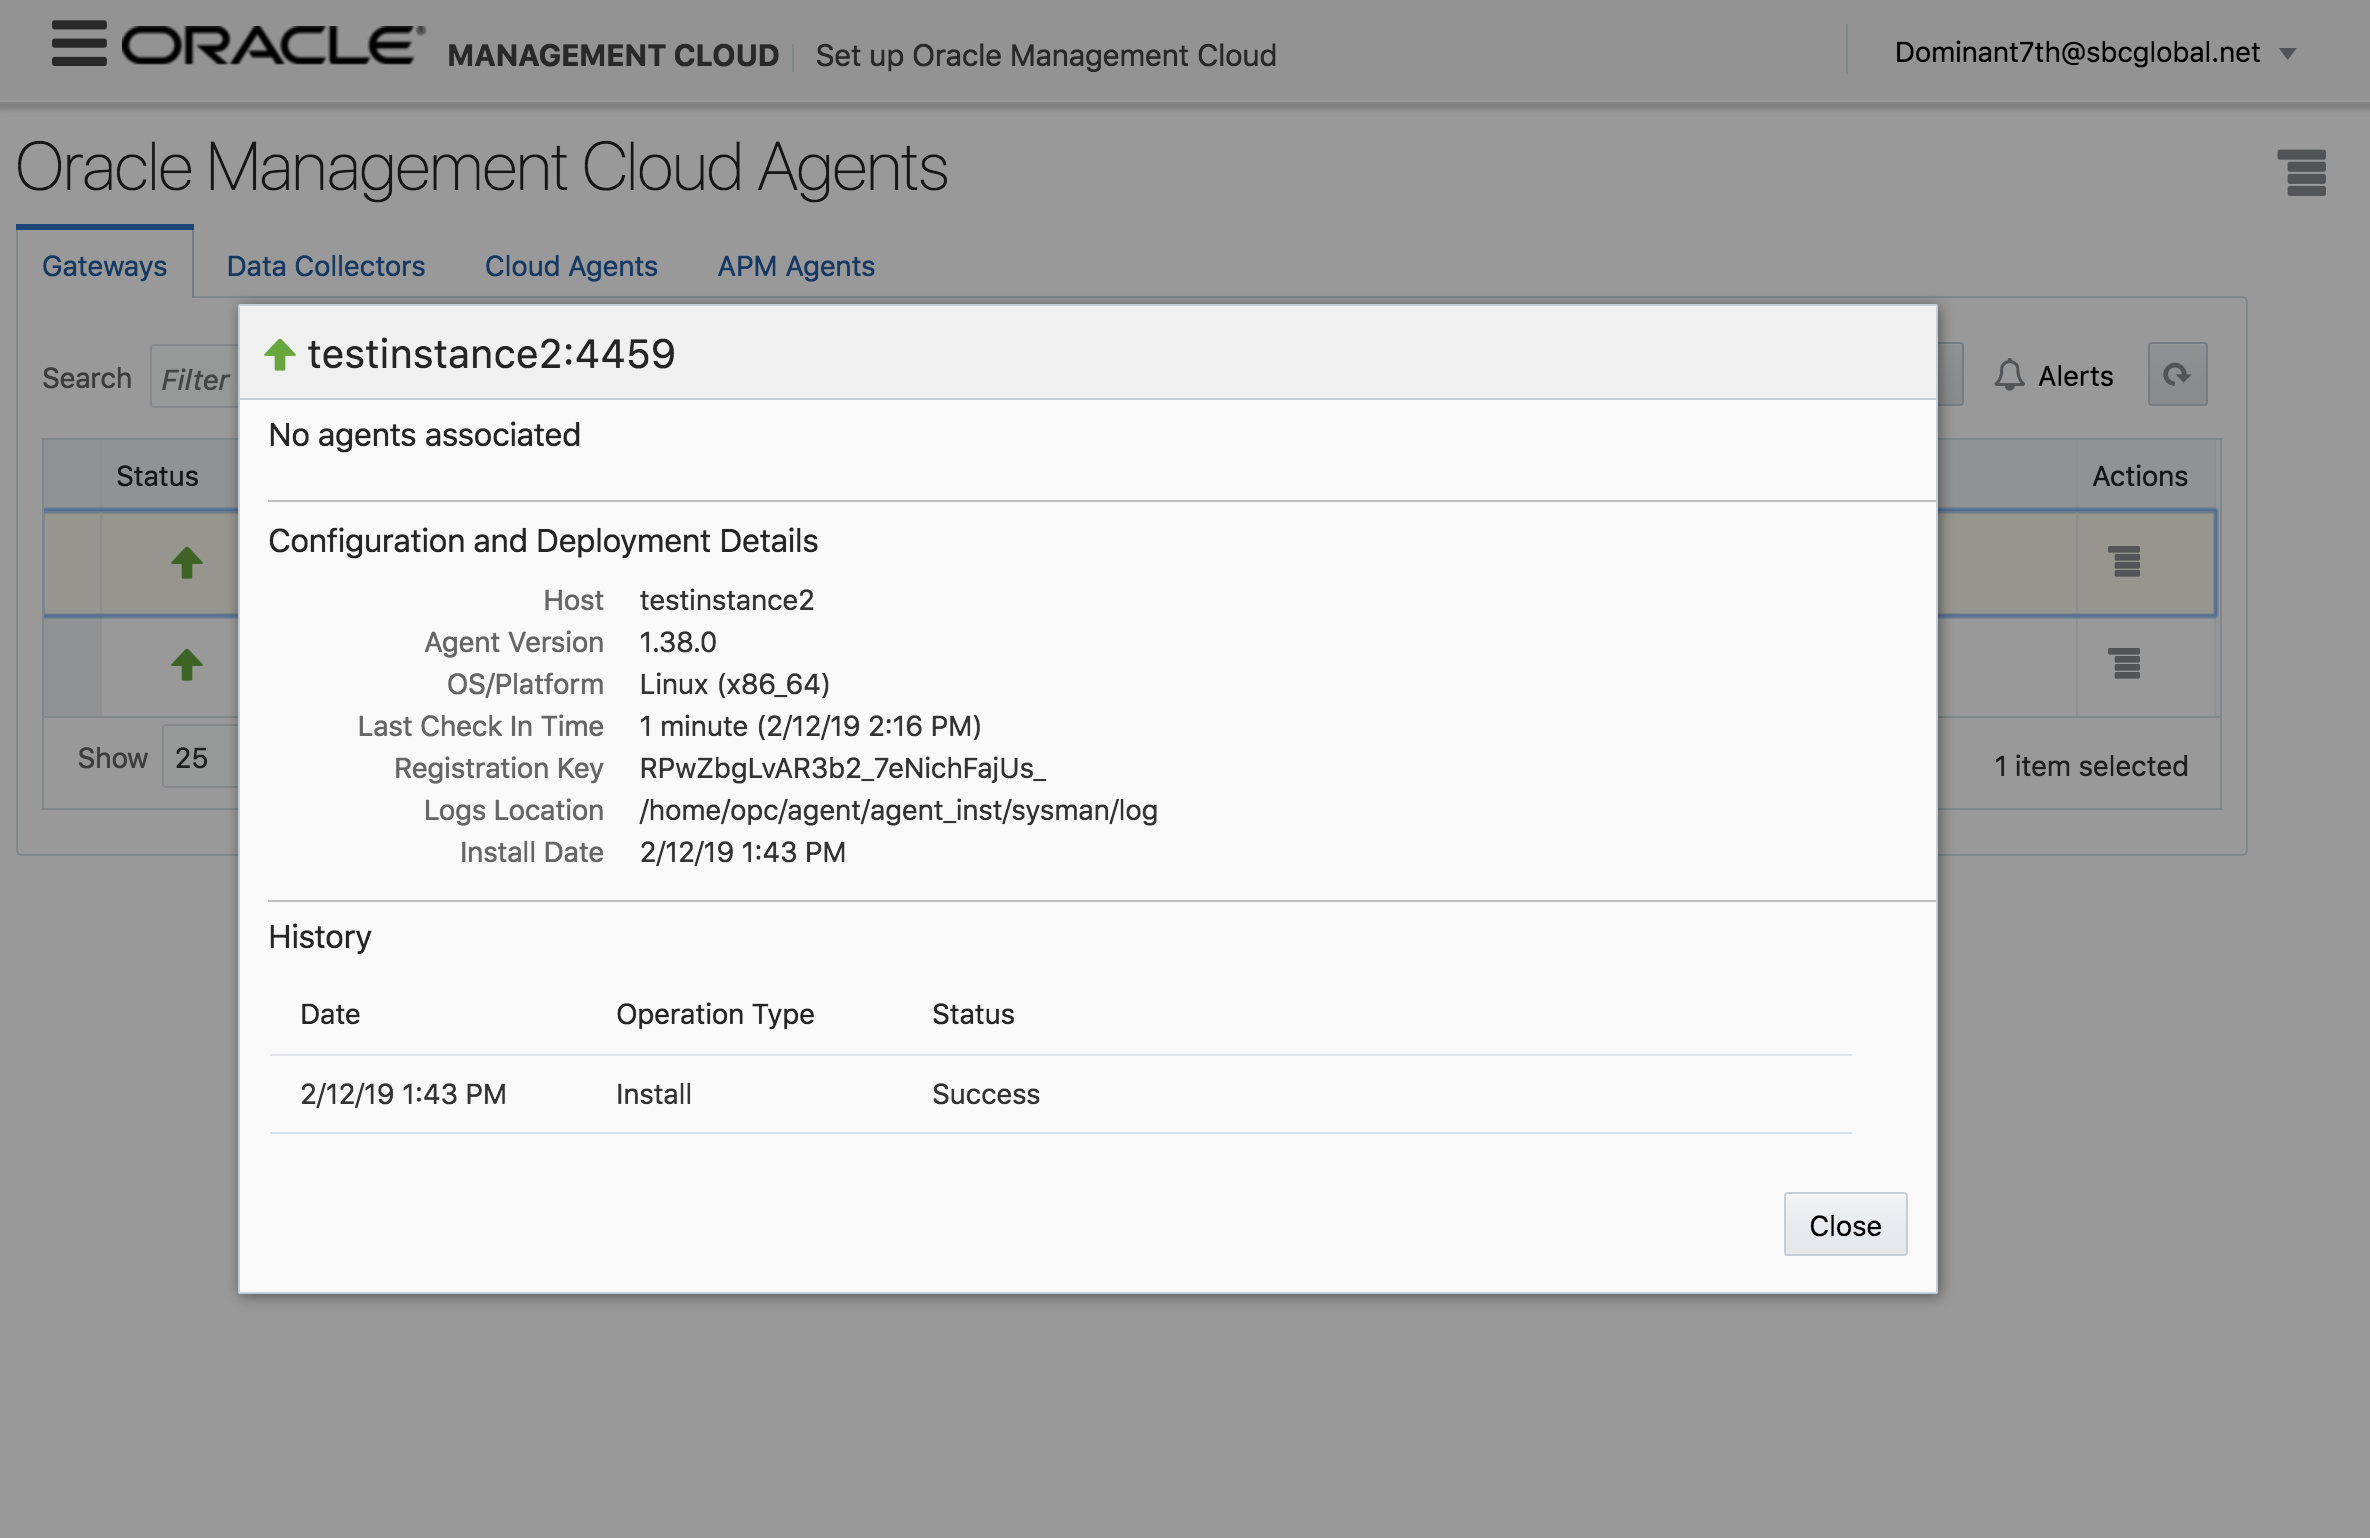 ORACLE® MANAGEMENT CLOUD Set up Oracle Management Cloud Dominant7th@sbcglobal.net
Oracle Management Cloud Agents
Gateways Data Collectors Cloud Agents APM Agents
Search Filter Alerts
Status Actions
Show 25 1 item selected
testinstance2:4459
No agents associated
Configuration and Deployment Details
Host testinstance2
Agent Version 1.38.0
OS/Platform Linux (x86_64)
Last Check In Time 1 minute (2/12/19 2:16 PM)
Registration Key RPwZbgLvAR3b2_7eNichFajUs_
Logs Location /home/opc/agent/agent_inst/sysman/log
Install Date 2/12/19 1:43 PM
History
Date Operation Type Status
2/12/19 1:43 PM Install Success
Close